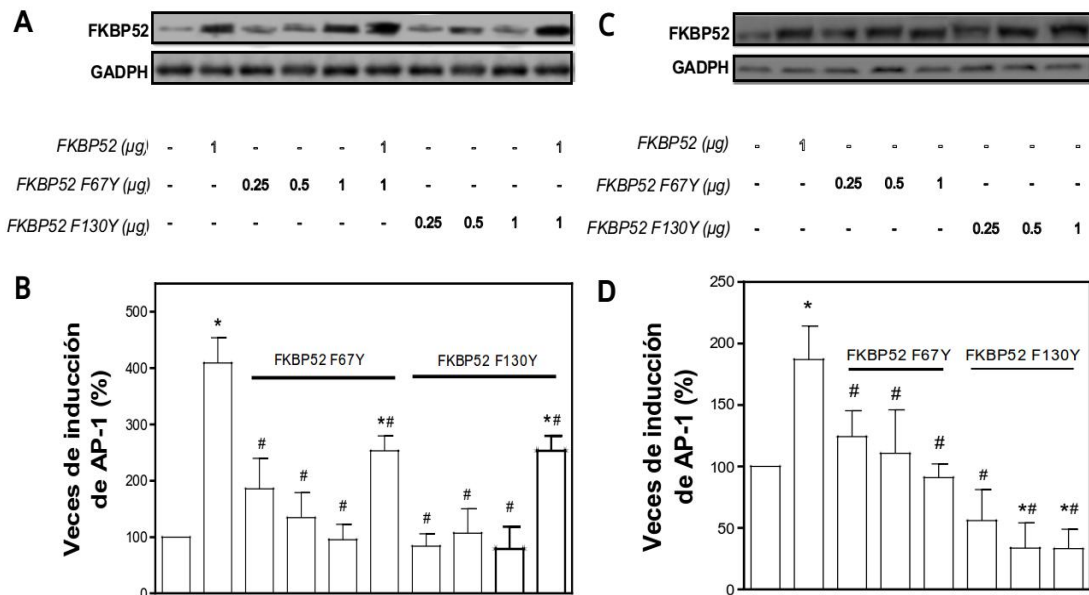 A
FKBP52
GADPH
FKBP52 (µg) - 1 - - - 1 - - - 1
FKBP52 F67Y (µg) - - 0.25 0.5 1 1 - - - -
FKBP52 F130Y (µg) - - - - - - 0.25 0.5 1 1
C
FKBP52
GADPH
FKBP52 (µg) - 1 - - - - - -
FKBP52 F67Y (µg) - - 0.25 0.5 1 - - -
FKBP52 F130Y (µg) - - - - - 0.25 0.5 1
B
Veces de inducción
de AP-1 (%)
500
400
300
200
100
0
*
FKBP52 F67Y
FKBP52 F130Y
# # # *# # # # *#
D
Veces de inducción
de AP-1 (%)
250
200
150
100
50
0
*
FKBP52 F67Y
FKBP52 F130Y
# # # # *# *#